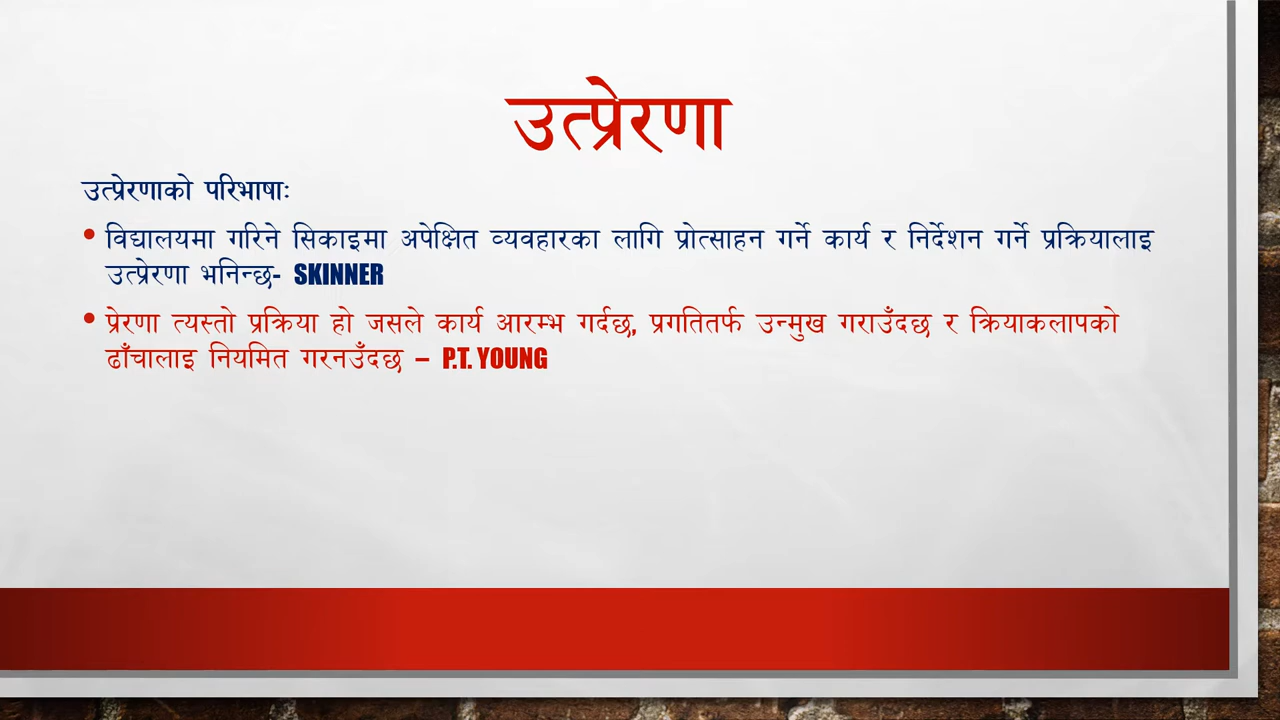 उत्प्रेरणा
उत्प्रेरणाको परिभाषाः
• विद्यालयमा गरिने सिकाइमा अपेक्षित व्यवहारका लागि प्रोत्साहन गर्ने कार्य र निर्देशन गर्ने प्रक्रियालाइ
उत्प्रेरणा भनिन्छ- SKINNER
• प्रेरणा त्यस्तो प्रक्रिया हो जसले कार्य आरम्भ गर्दछ, प्रगतितर्फ उन्मुख गराउँदछ र क्रियाकलापको
ढाँचालाइ नियमित गरनउँदछ – P.T. YOUNG